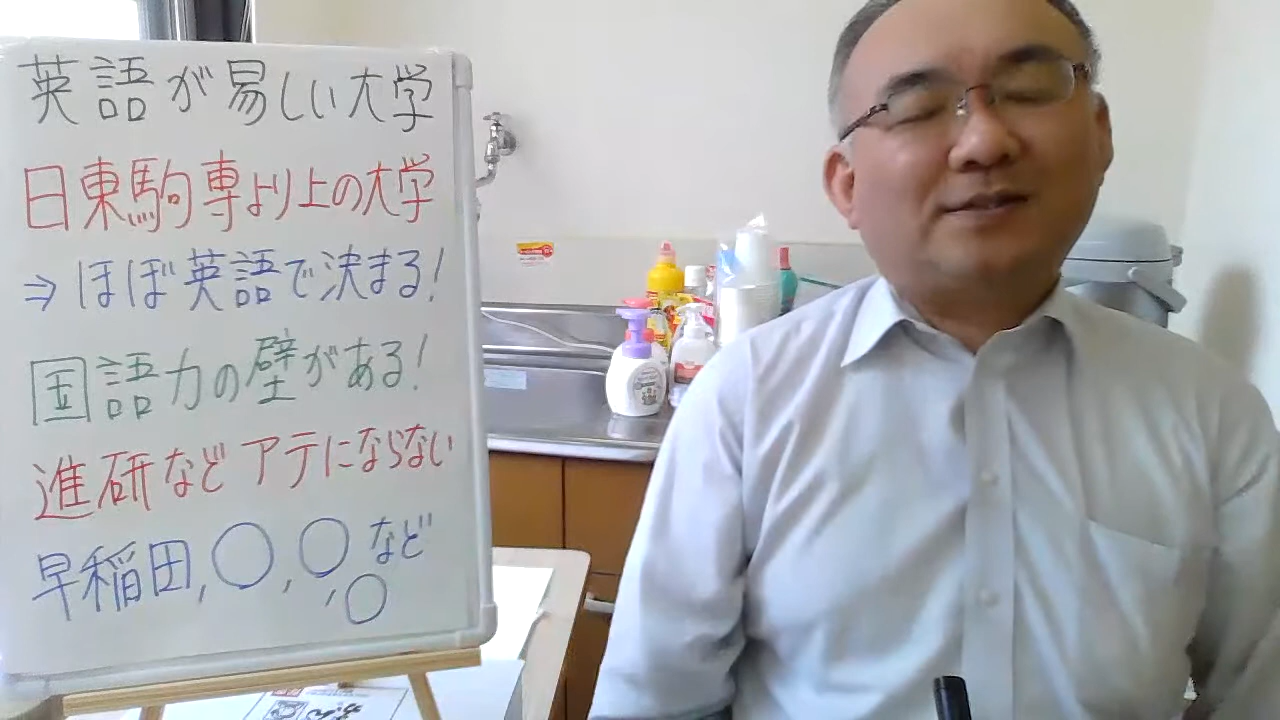 英語が易しい大学
日東駒専より上の大学
⇒ほぼ英語で決まる!
国語力の壁がある!
進研などアテにならない
早稲田,○,○,○など